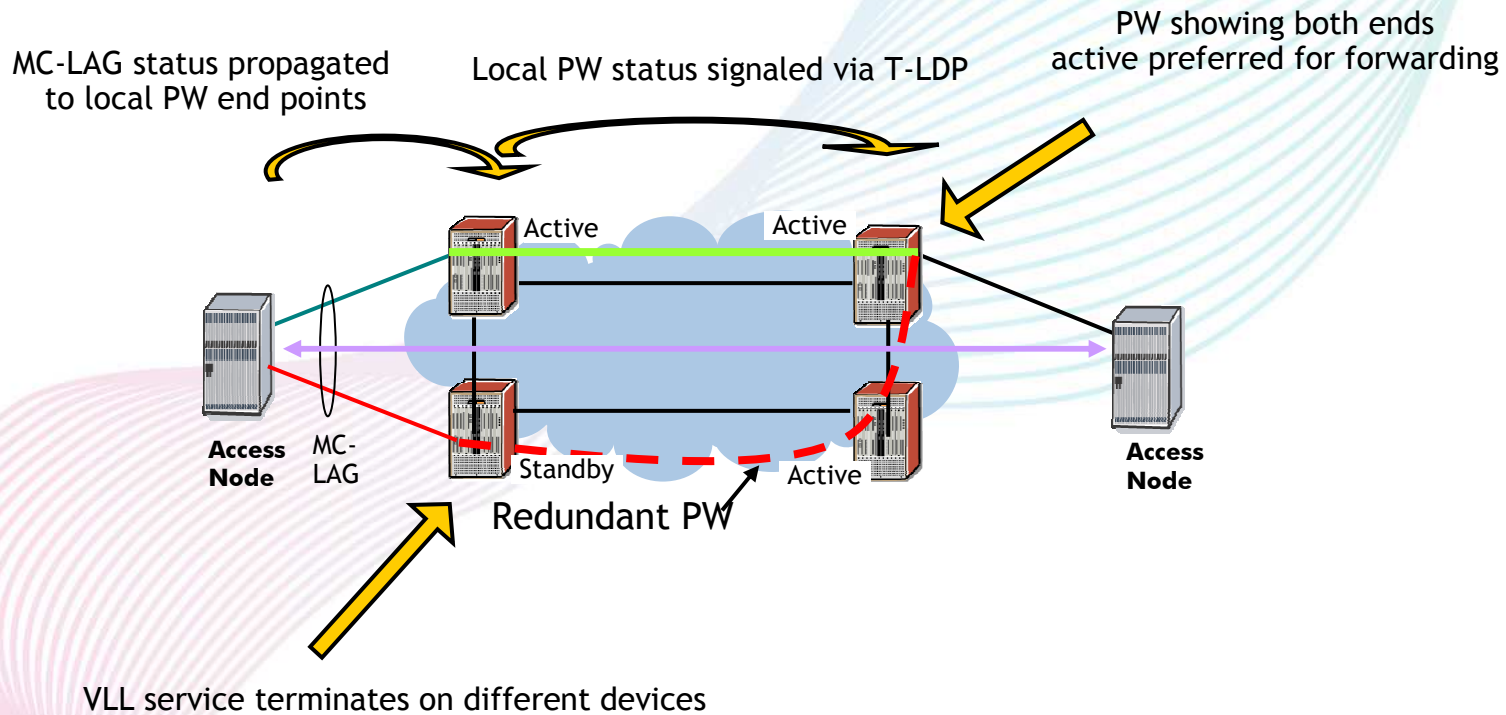 PW showing both ends
active preferred for forwarding
MC-LAG status propagated
to local PW end points
Local PW status signaled via T-LDP
Active
Active
Access
Node
MC-
LAG
Standby
Active
Access
Node
Redundant PW
VLL service terminates on different devices